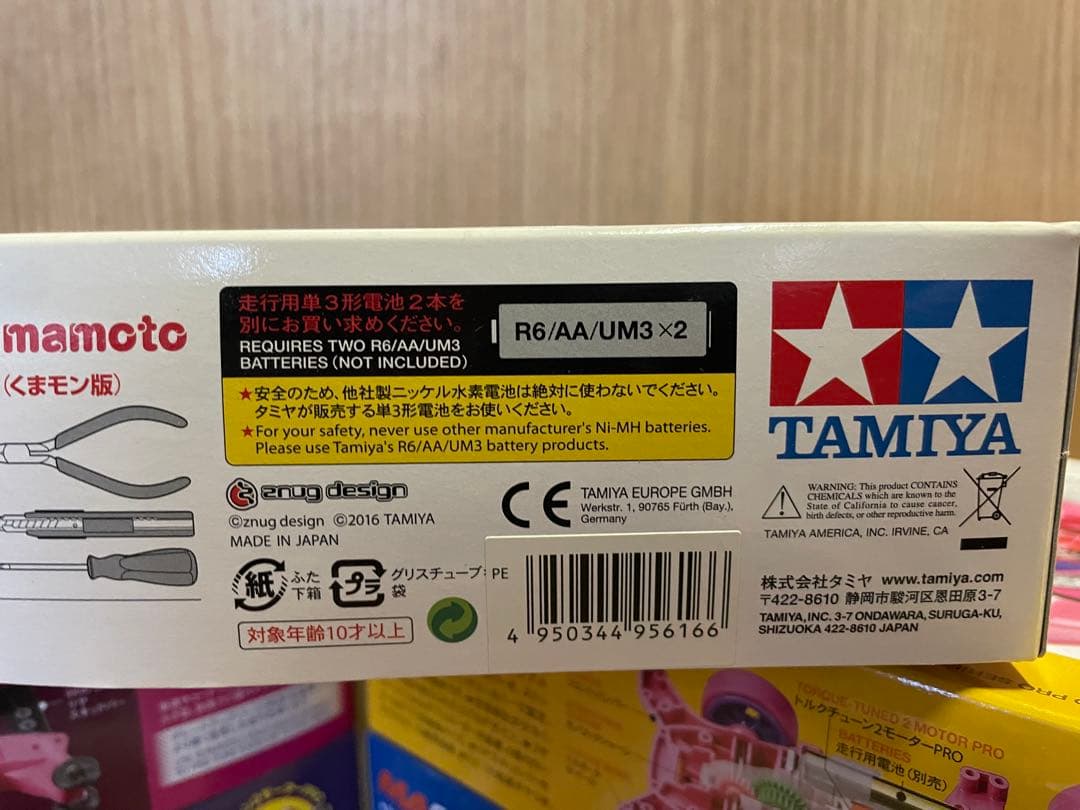 mamoto
(くまモン版)
走行用単3形電池2本を
別にお買い求めください。
REQUIRES TWO R6/AA/UM3
BATTERIES (NOT INCLUDED)
R6/AA/UM3 ×2
★安全のため、他社製ニッケル水素電池は絶対に使わないでください。
タミヤが販売する単3形電池をお使いください。
★For your safety, never use other manufacturer's Ni-MH batteries.
Please use Tamiya's R6/AA/UM3 battery products.
TAMIYA
znug design
©znug design ©2016 TAMIYA
MADE IN JAPAN
CE
TAMIYA EUROPE GMBH
Werkstr. 1, 90765 Fürth (Bay.),
Germany
WARNING: This product CONTAINS
CHEMICALS which are known to the
State of California to cause cancer,
birth defects, or other reproductive harm.
TAMIYA AMERICA, INC. IRVINE, CA
紙
ふた
下箱
プラ
グリスチューブ: PE
袋
対象年齢10才以上
4 950344 956166
株式会社タミヤ www.tamiya.com
〒422-8610 静岡市駿河区恩田原3-7
TAMIYA, INC. 3-7 ONDAWARA, SURUGA-KU,
SHIZUOKA 422-8610 JAPAN
TORQUE-TUNED 2 MOTOR PRO
トルクチューン2モーターPRO
BATTERIES
走行用電池(別売)